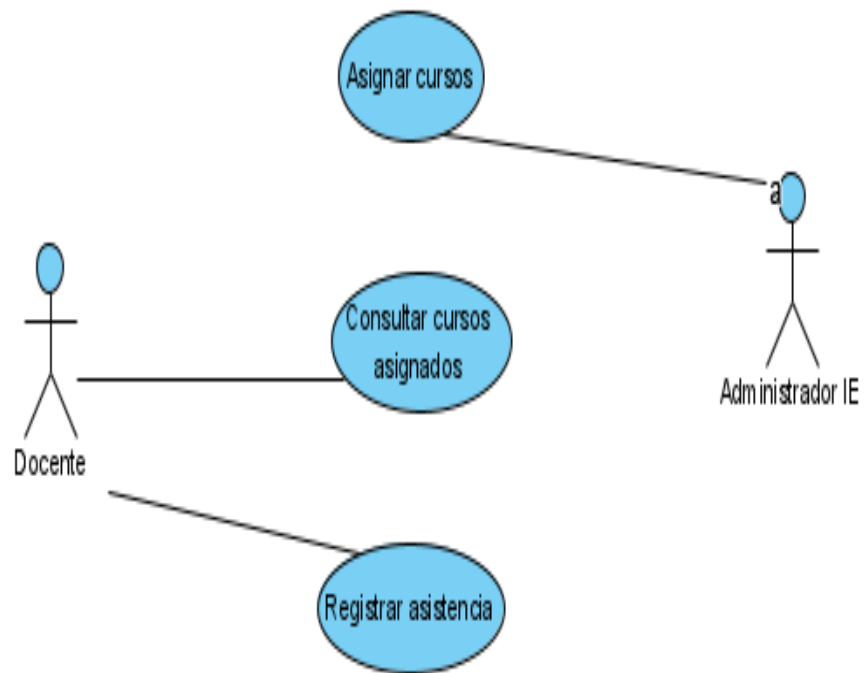 Asignar cursos
a
Consultar cursos
asignados
Administrador IE
Docente
Registrar asistencia